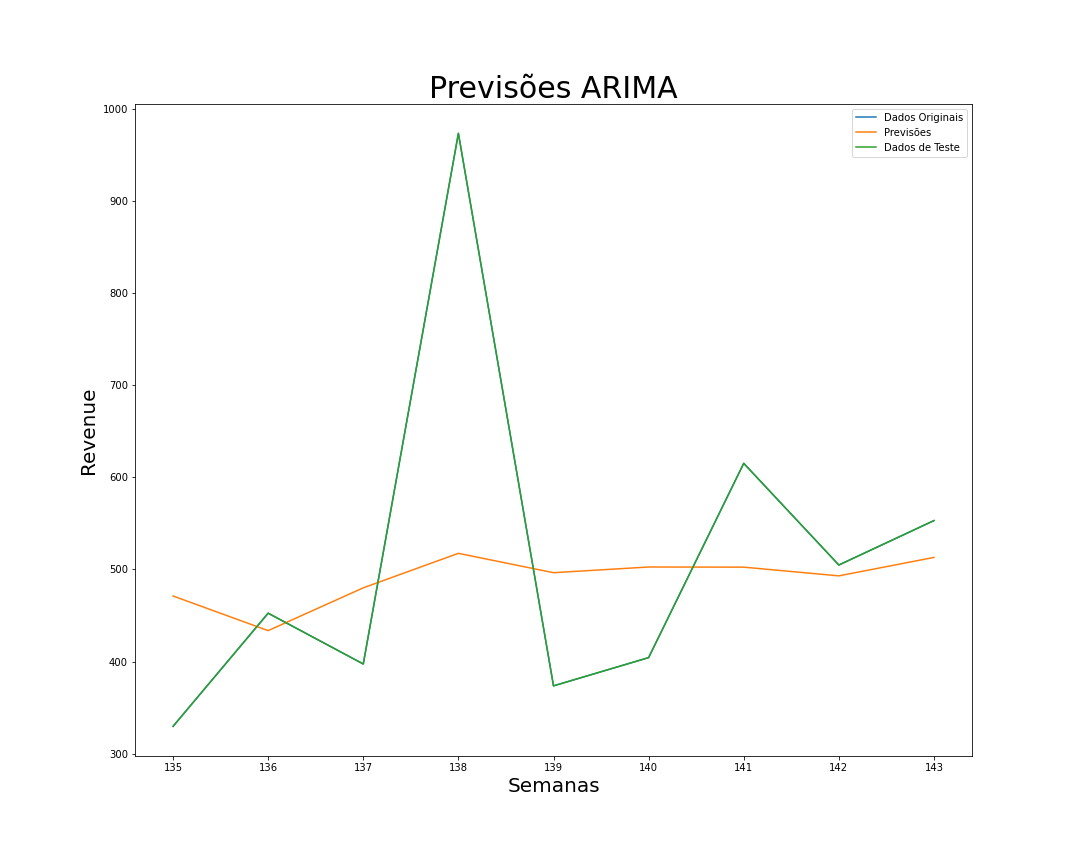 Previsões ARIMA
Dados Originais
Previsões
Dados de Teste
Revenue
1000
900
800
700
600
500
400
300
135 136 137 138 139 140 141 142 143
Semanas